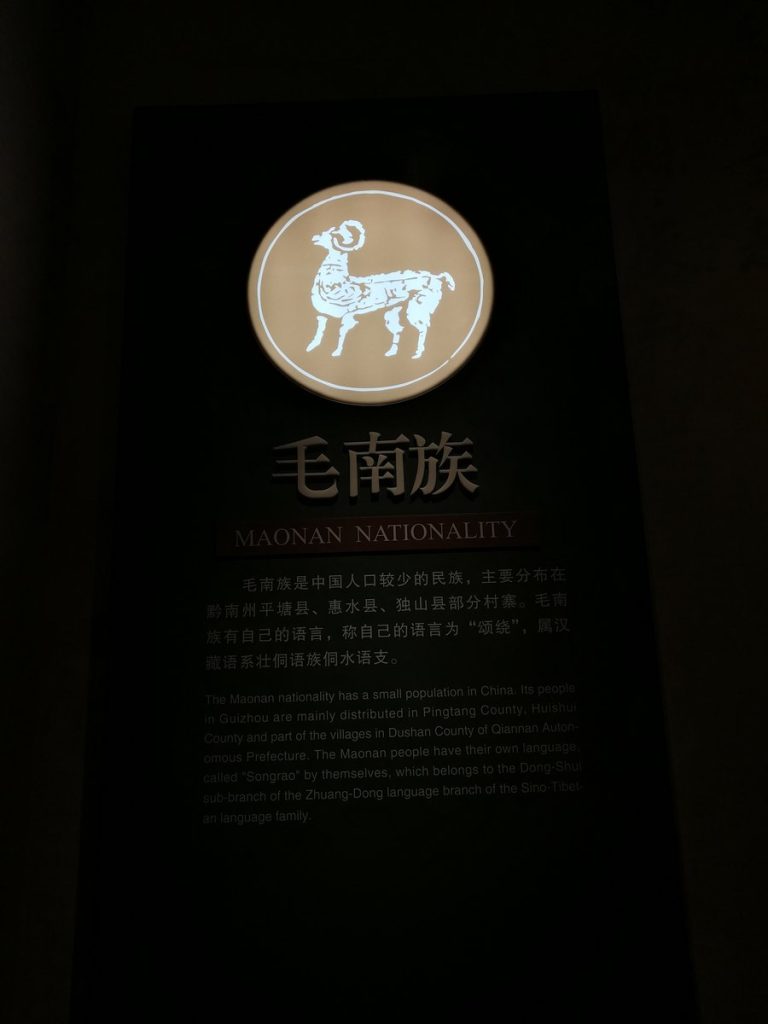 毛南族
MAONAN NATIONALITY
毛南族是中国人口较少的民族，主要分布在
黔南州平塘县、惠水县、独山县部分村寨。毛南
族有自己的语言，称自己的语言为“颂绕”，属汉
藏语系壮侗语族侗水语支。
The Maonan nationality has a small population in China. Its people
in Guizhou are mainly distributed in Pingtang County, Huishui
County and part of the villages in Dushan County of Qiannan Auton-
omous Prefecture. The Maonan people have their own language,
called "Songrao" by themselves, which belongs to the Dong-Shui
sub-branch of the Zhuang-Dong language branch of the Sino-Tibet-
an language family.